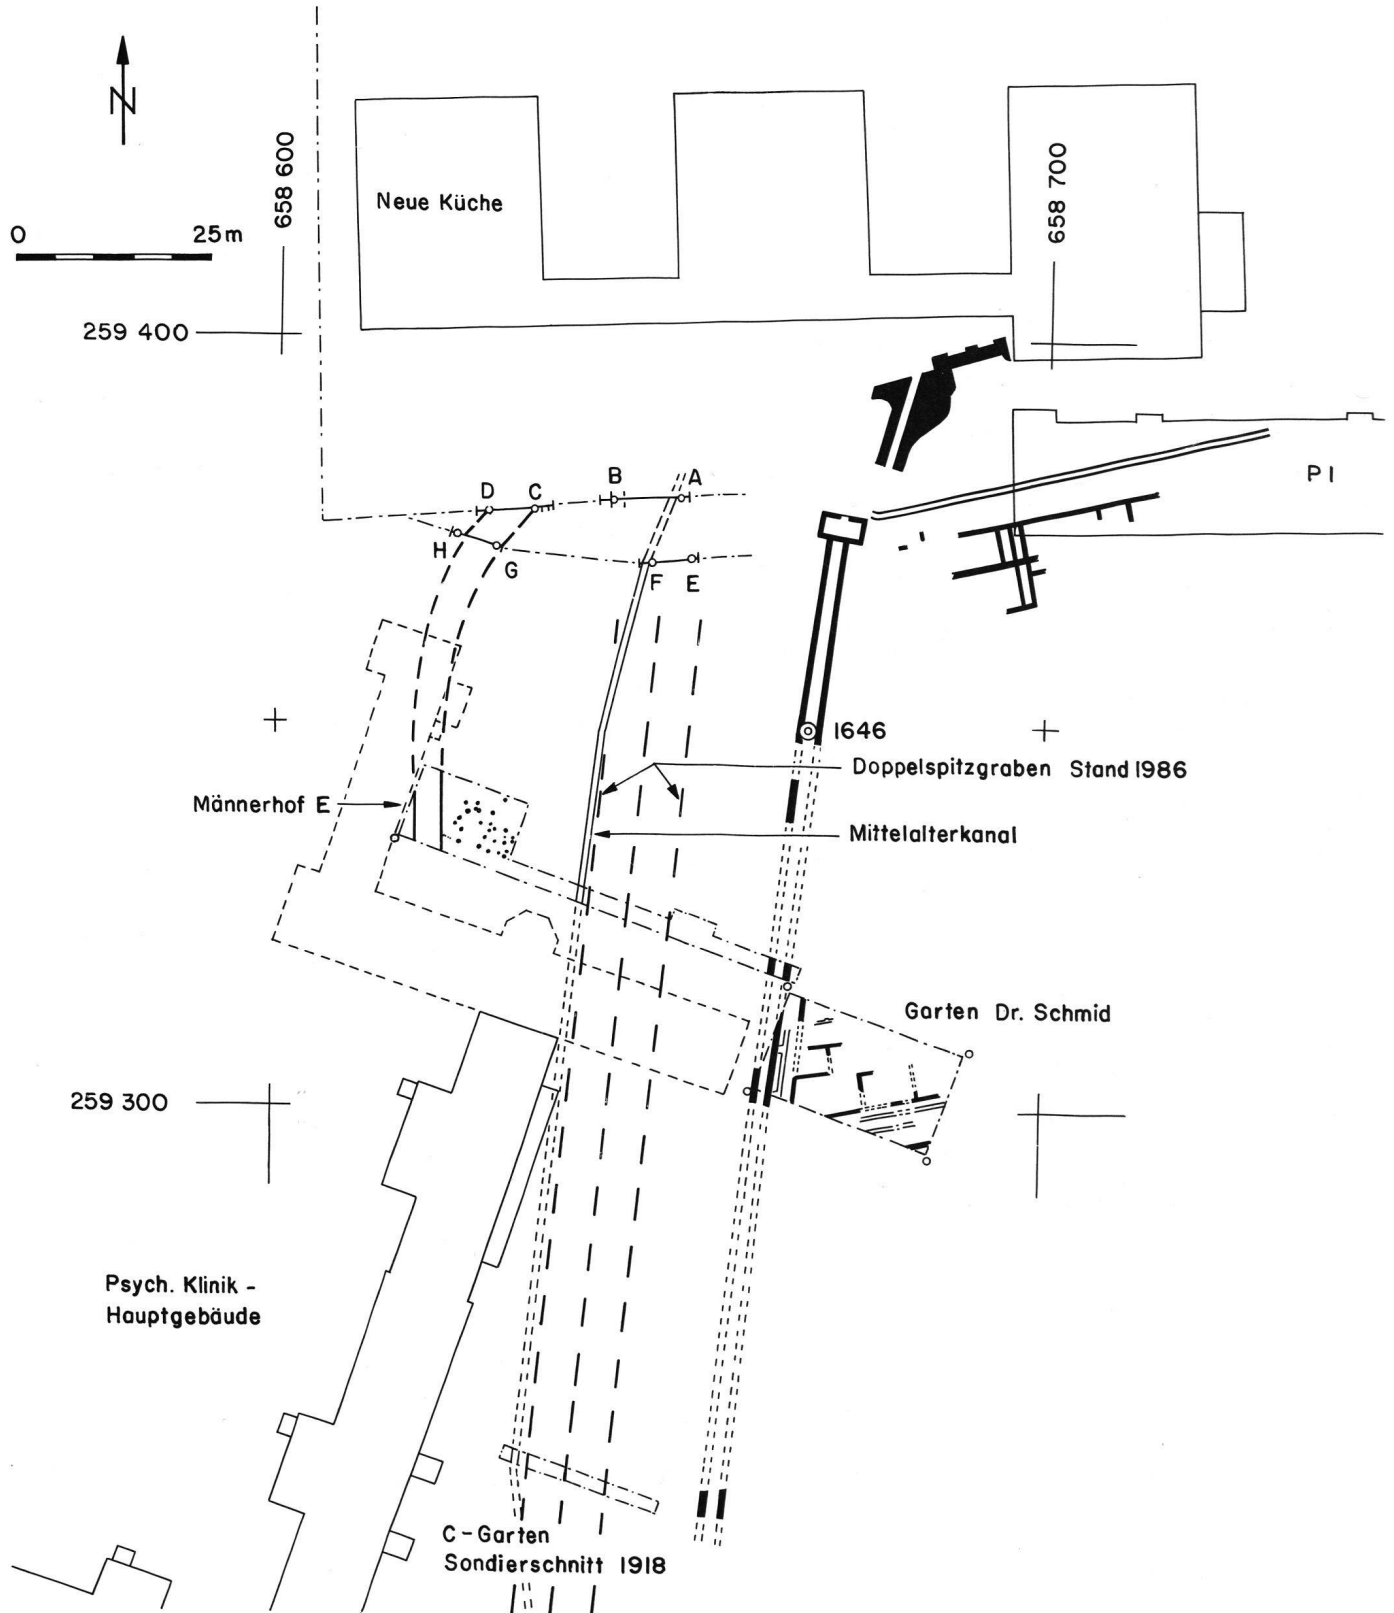 N
658 600
658 700
Neue Küche
0 25m
259 400
P I
A
B
C
D
H
G
F
E
1646
Doppelspitzgraben Stand 1986
Männerhof E
Mittelalterkanal
Garten Dr. Schmid
259 300
Psych. Klinik -
Hauptgebäude
C - Garten
Sondierschnitt 1918